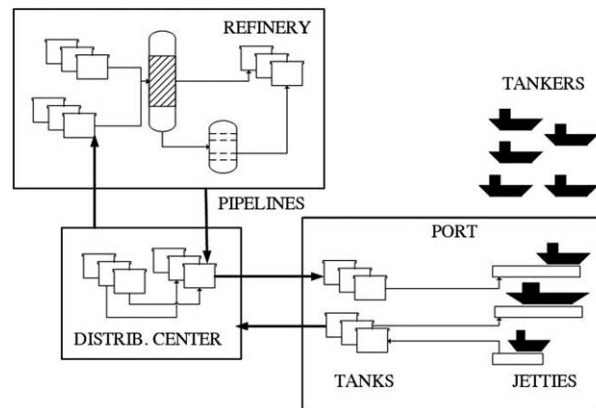 REFINERY
TANKERS
PIPELINES
PORT
DISTRIB. CENTER
TANKS
JETTIES